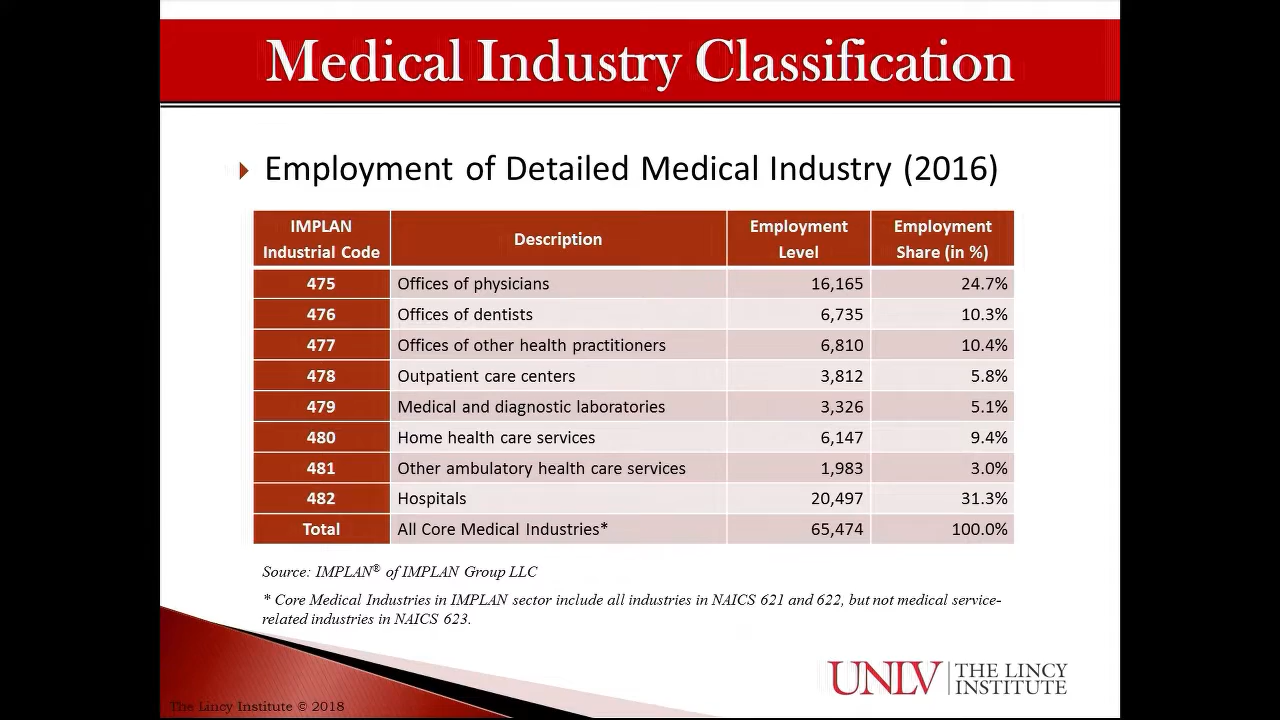 Medical Industry Classification
Employment of Detailed Medical Industry (2016)
IMPLAN Industrial Code Description Employment Level Employment Share (in %)
475 Offices of physicians 16,165 24.7%
476 Offices of dentists 6,735 10.3%
477 Offices of other health practitioners 6,810 10.4%
478 Outpatient care centers 3,812 5.8%
479 Medical and diagnostic laboratories 3,326 5.1%
480 Home health care services 6,147 9.4%
481 Other ambulatory health care services 1,983 3.0%
482 Hospitals 20,497 31.3%
Total All Core Medical Industries* 65,474 100.0%
Source: IMPLAN® of IMPLAN Group LLC
* Core Medical Industries in IMPLAN sector include all industries in NAICS 621 and 622, but not medical service-
related industries in NAICS 623.
UNLV THE LINCY
INSTITUTE
The Lincy Institute © 2018